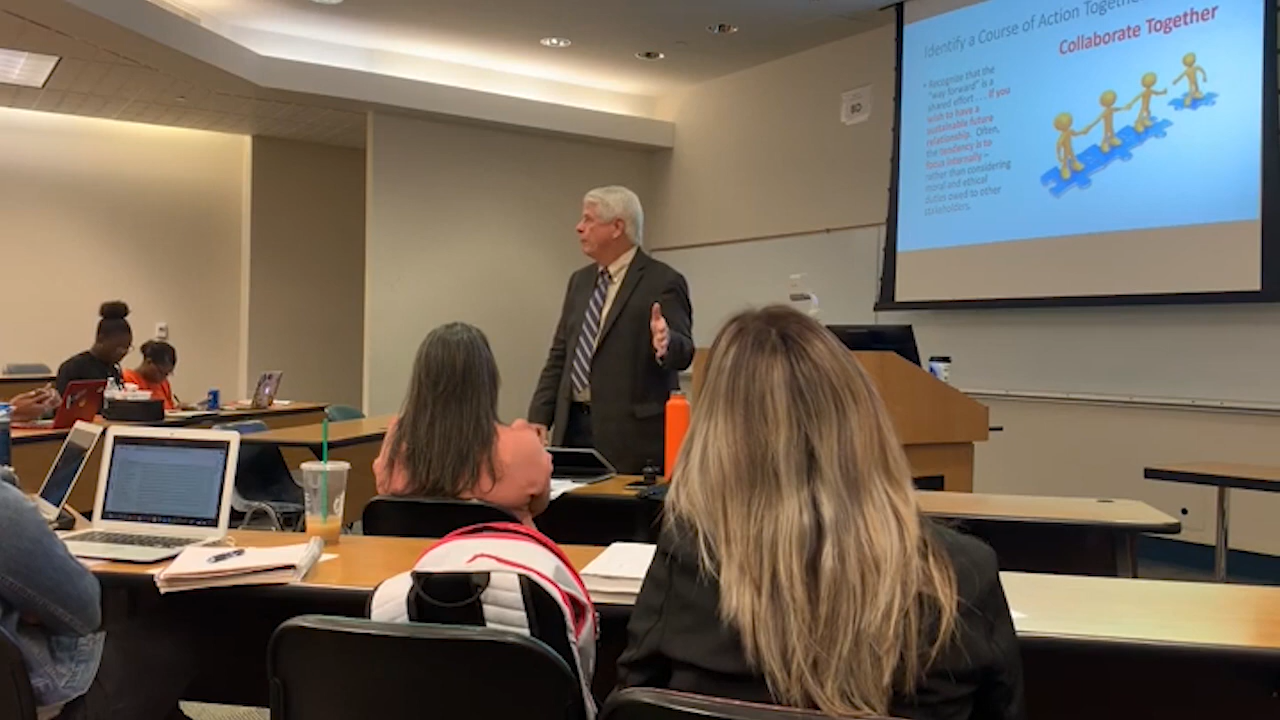 Identify a Course of Action Together
Collaborate Together
• Recognize that the
"way forward" is a
shared effort . . . If you
wish to have a
sustainable future
relationship. Often,
the tendency is to
focus internally –
rather than considering
moral and ethical
duties owed to other
stakeholders.